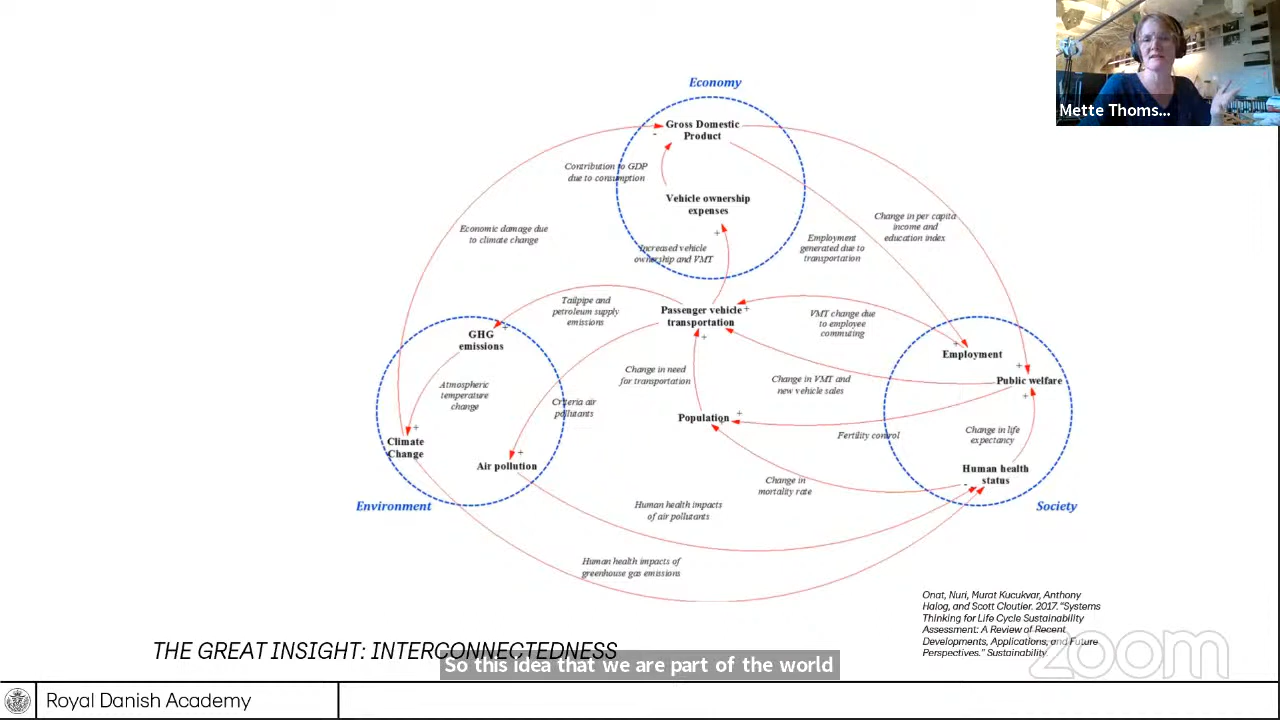 Mette Thoms...
Economy
Gross Domestic
Product
-
Contribution to GDP
due to consumption
Vehicle ownership
expenses
+
Economic damage due
to climate change
Increased vehicle
ownership and VMT
Employment
generated due to
transportation
Change in per capita
income and
education index
Tailpipe and
petroleum supply
emissions
Passenger vehicle
transportation
+
+
VMT change due
to employee
commuting
GHG
emissions
+
Employment
+
Public welfare
+
+
Atmospheric
temperature
change
Change in need
for transportation
Change in VMT and
new vehicle sales
Criteria air
pollutants
Population
+
Fertility control
Change in life
expectancy
Climate
Change
+
Air pollution
+
Human health
status
-
Change in
mortality rate
Environment
Society
Human health impacts
of air pollutants
Human health impacts of
greenhouse gas emissions
Onat, Nuri, Murat Kucukvar, Anthony
Halog, and Scott Cloutier. 2017. "Systems
Thinking for Life Cycle Sustainability
Assessment: A Review of Recent
Developments, Applications, and Future
Perspectives." Sustainability.
zoom
THE GREAT INSIGHT: INTERCONNECTEDNESS
So this idea that we are part of the world
Royal Danish Academy